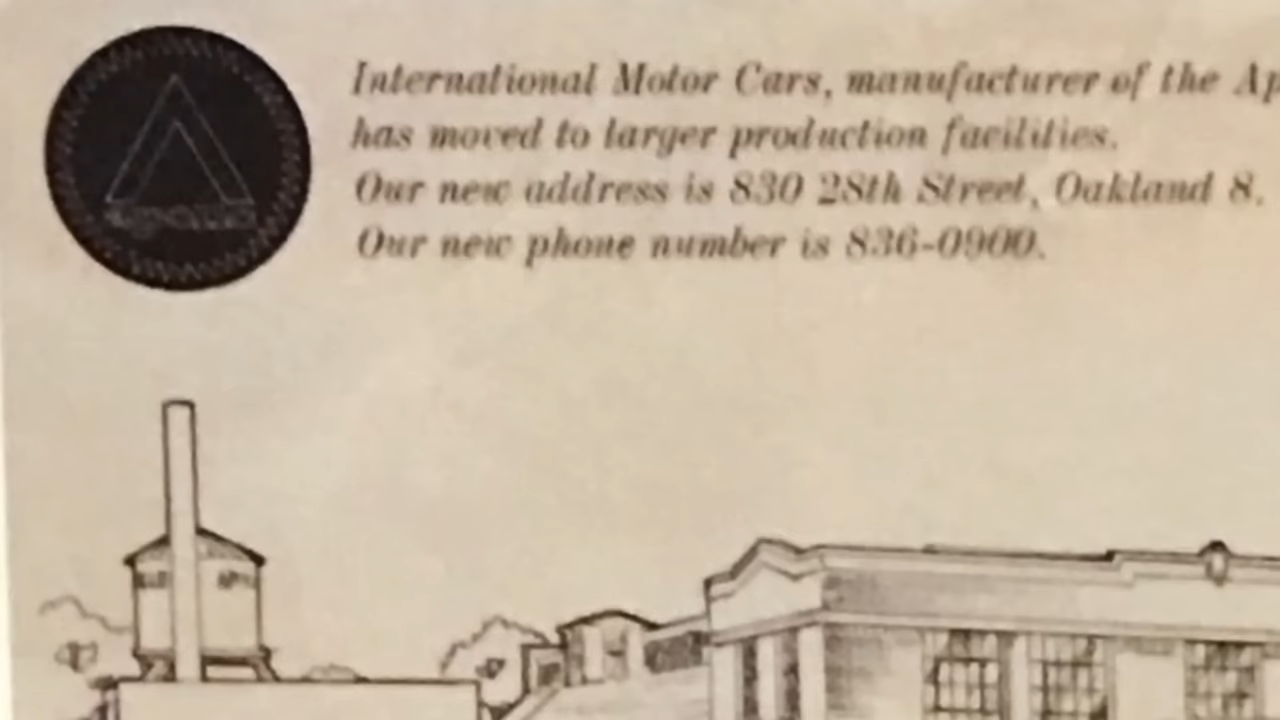 International Motor Cars, manufacturer of the Ap
has moved to larger production facilities.
Our new address is 830 28th Street, Oakland 8.
Our new phone number is 836-0900.